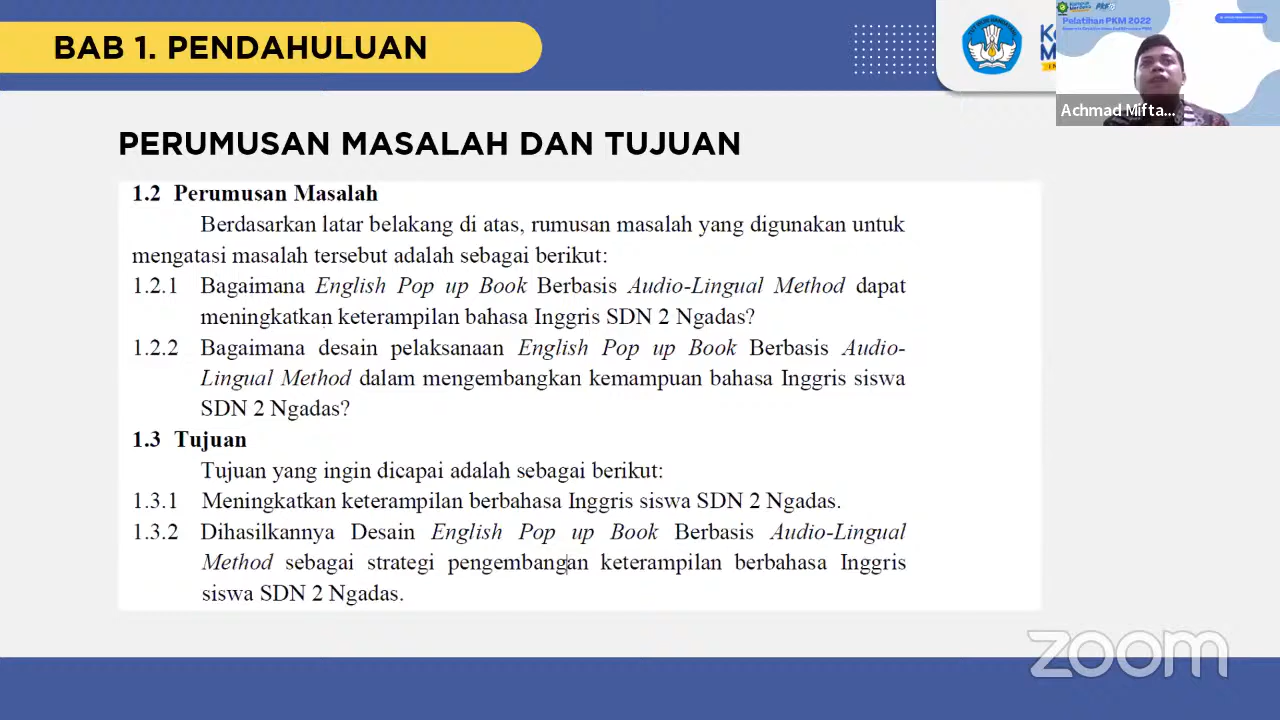 BAB 1. PENDAHULUAN
Pelatihan PKM 2022
Achmad Mifta...
PERUMUSAN MASALAH DAN TUJUAN
1.2 Perumusan Masalah
Berdasarkan latar belakang di atas, rumusan masalah yang digunakan untuk
mengatasi masalah tersebut adalah sebagai berikut:
1.2.1 Bagaimana English Pop up Book Berbasis Audio-Lingual Method dapat
meningkatkan keterampilan bahasa Inggris SDN 2 Ngadas?
1.2.2 Bagaimana desain pelaksanaan English Pop up Book Berbasis Audio-
Lingual Method dalam mengembangkan kemampuan bahasa Inggris siswa
SDN 2 Ngadas?
1.3 Tujuan
Tujuan yang ingin dicapai adalah sebagai berikut:
1.3.1 Meningkatkan keterampilan berbahasa Inggris siswa SDN 2 Ngadas.
1.3.2 Dihasilkannya Desain English Pop up Book Berbasis Audio-Lingual
Method sebagai strategi pengembangan keterampilan berbahasa Inggris
siswa SDN 2 Ngadas.
zoom